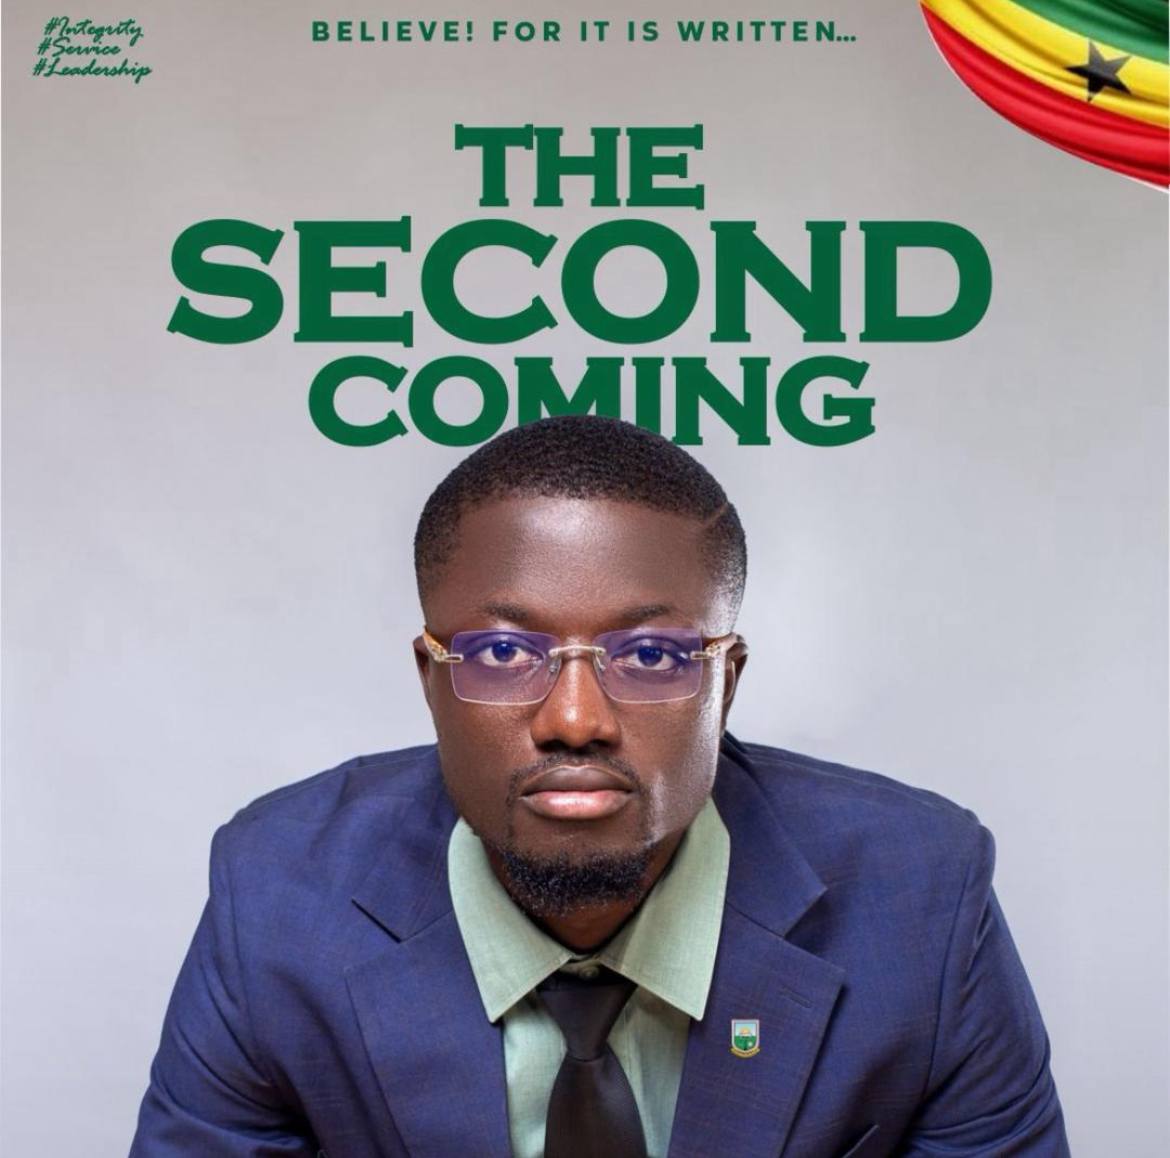 #Integrity
#Service
#Leadership
BELIEVE! FOR IT IS WRITTEN...
THE
SECOND
COMING